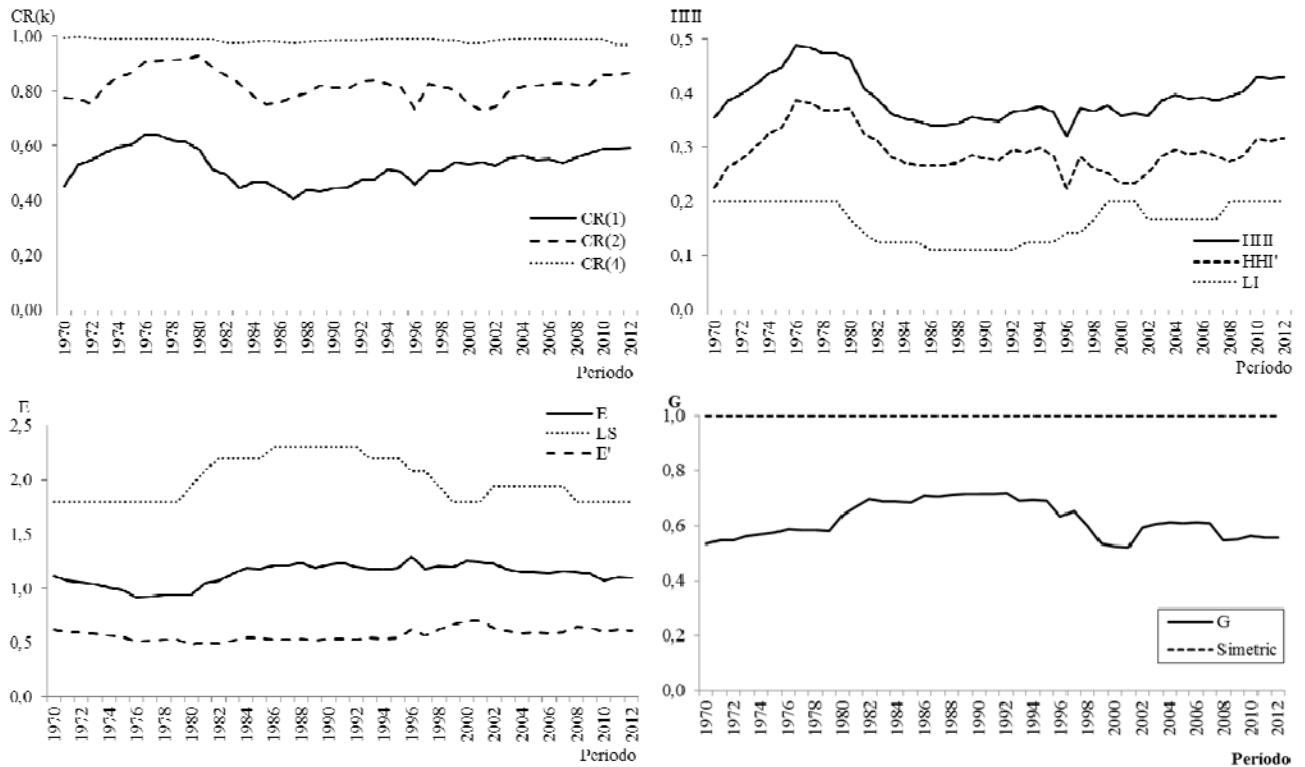 CR(k)
1,00
0,80
0,60
0,40
0,20
0,00
CR(1)
CR(2)
CR(4)
1970 1972 1974 1976 1978 1980 1982 1984 1986 1988 1990 1992 1994 1996 1998 2000 2002 2004 2006 2008 2010 2012
Período
HHI
0,5
0,4
0,3
0,2
0,1
0,0
HHI
HHI'
LI
1970 1972 1974 1976 1978 1980 1982 1984 1986 1988 1990 1992 1994 1996 1998 2000 2002 2004 2006 2008 2010 2012
Período
E
2,5
2,0
1,5
1,0
0,5
0,0
E
LS
E'
1970 1972 1974 1976 1978 1980 1982 1984 1986 1988 1990 1992 1994 1996 1998 2000 2002 2004 2006 2008 2010 2012
Período
G
1,0
0,8
0,6
0,4
0,2
0,0
G
Simetric
1970 1972 1974 1976 1978 1980 1982 1984 1986 1988 1990 1992 1994 1996 1998 2000 2002 2004 2006 2008 2010 2012
Período